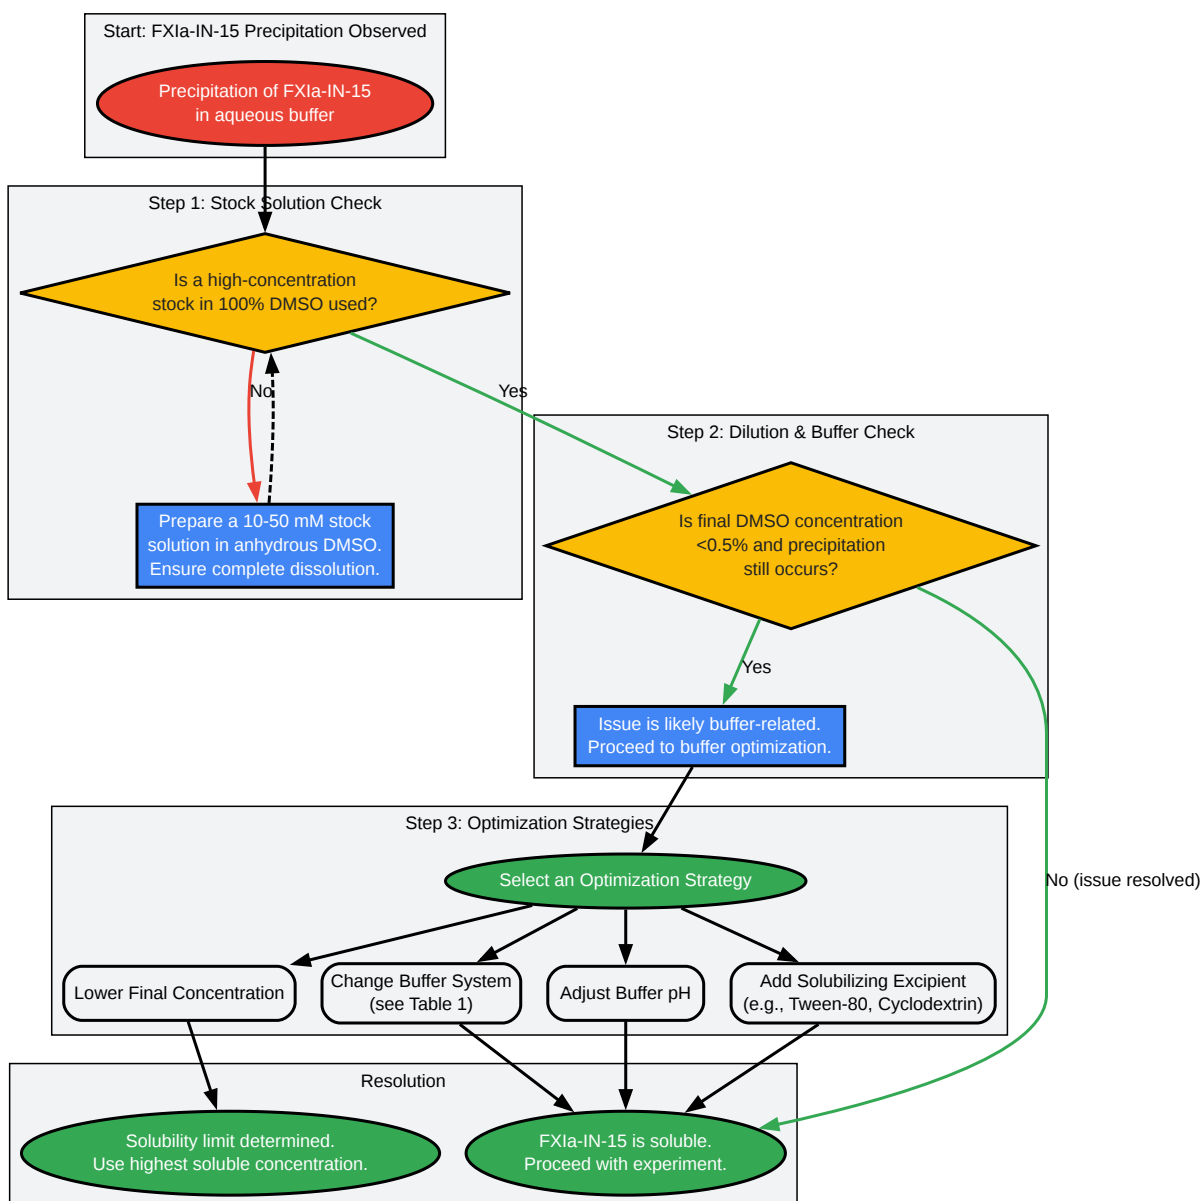 Start: FXIa-IN-15 Precipitation Observed
Precipitation of FXIa-IN-15
in aqueous buffer
Step 1: Stock Solution Check
Is a high-concentration
stock in 100% DMSO used?
No
Yes
Prepare a 10-50 mM stock
solution in anhydrous DMSO.
Ensure complete dissolution.
Step 2: Dilution & Buffer Check
Is final DMSO concentration
<0.5% and precipitation
still occurs?
Yes
Issue is likely buffer-related.
Proceed to buffer optimization.
No (issue resolved)
Step 3: Optimization Strategies
Select an Optimization Strategy
Lower Final Concentration
Change Buffer System
(see Table 1)
Adjust Buffer pH
Add Solubilizing Excipient
(e.g., Tween-80, Cyclodextrin)
Resolution
Solubility limit determined.
Use highest soluble concentration.
FXIa-IN-15 is soluble.
Proceed with experiment.